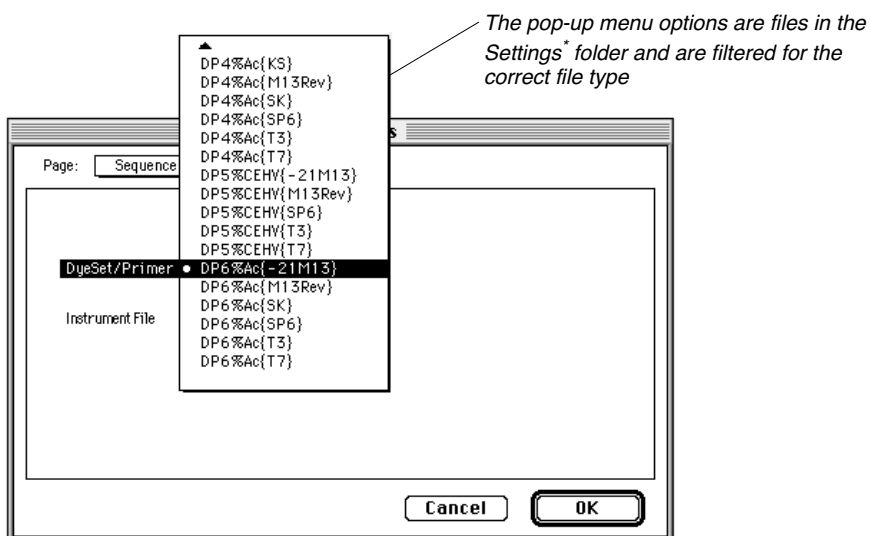 The pop-up menu options are files in the
Settings* folder and are filtered for the
correct file type
DP4%Ac{KS}
DP4%Ac{M13Rev}
DP4%Ac{SK}
DP4%Ac{SP6}
DP4%Ac{T3}
DP4%Ac{T7}
DP5%CEHV{-21M13}
DP5%CEHV{M13Rev}
DP5%CEHV{SP6}
DP5%CEHV{T3}
DP5%CEHV{T7}
DP6%Ac{-21M13}
DP6%Ac{M13Rev}
DP6%Ac{SK}
DP6%Ac{SP6}
DP6%Ac{T3}
DP6%Ac{T7}
s
Page: Sequence
DyeSet/Primer
Instrument File
Cancel OK